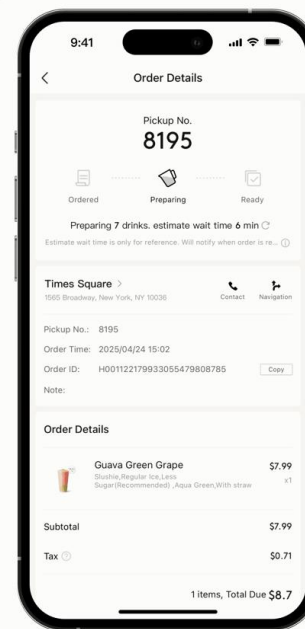 9:41
Order Details
Pickup No.
8195
Ordered
Preparing
Ready
Preparing 7 drinks. estimate wait time 6 min
Estimate wait time is only for reference. Will notify when order is re...
Times Square >
1565 Broadway, New York, NY 10036
Contact
Navigation
Pickup No.: 8195
Order Time: 2025/04/24 15:02
Order ID: H001122179933055479808785
Copy
Note:
Order Details
Guava Green Grape $7.99
Slushie,Regular Ice,Less x1
Sugar(Recommended) ,Aqua Green,With straw
Subtotal $7.99
Tax $0.71
1 items, Total Due $8.7